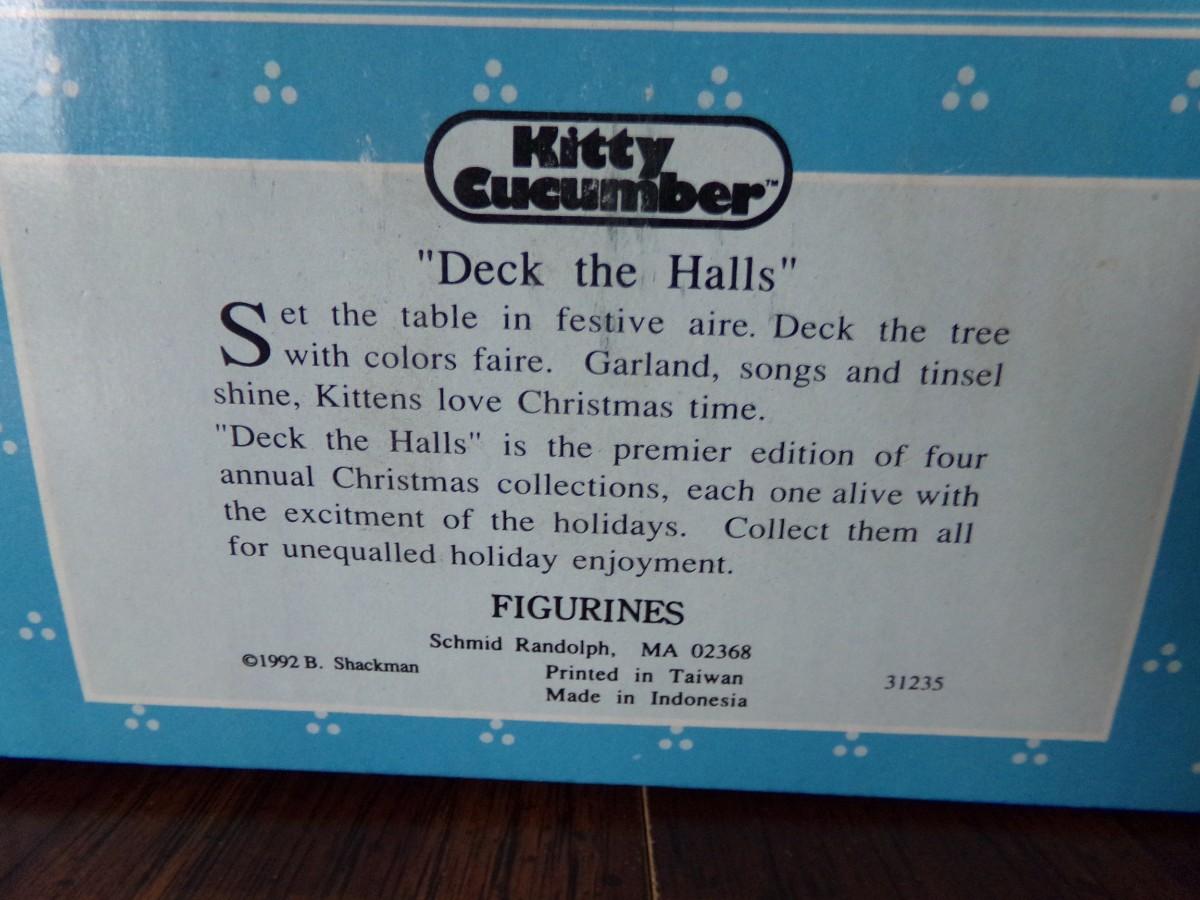 Kitty
Cucumber™
"Deck the Halls"
Set the table in festive aire. Deck the tree
with colors faire. Garland, songs and tinsel
shine, Kittens love Christmas time.
"Deck the Halls" is the premier edition of four
annual Christmas collections, each one alive with
the excitment of the holidays. Collect them all
for unequalled holiday enjoyment.
FIGURINES
Schmid Randolph, MA 02368
©1992 B. Shackman
Printed in Taiwan
31235
Made in Indonesia